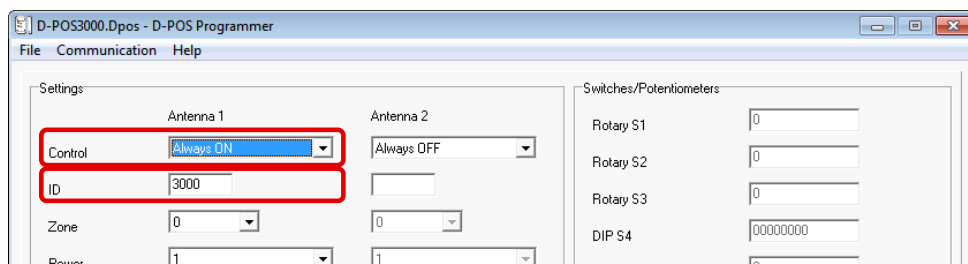 D-POS3000.Dpos - D-POS Programmer
File Communication Help
Settings
Antenna 1 Antenna 2
Control Always ON Always OFF
ID 3000
Zone 0 0
Power 1 1
Switches/Potentiometers
Rotary S1 0
Rotary S2 0
Rotary S3 0
DIP S4 00000000